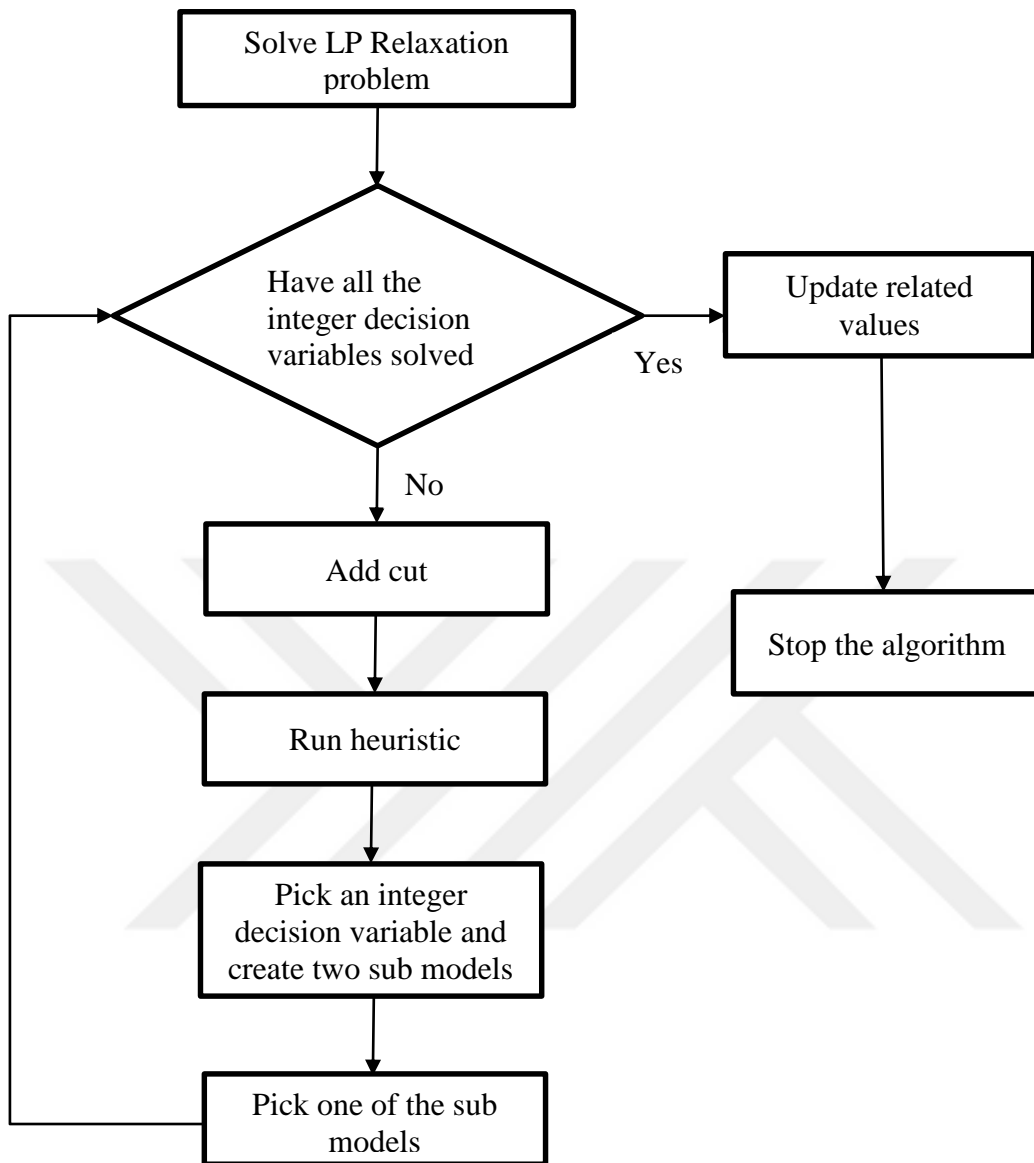 Solve LP Relaxation
problem
Have all the
integer decision
variables solved
Yes
Update related
values
No
Add cut
Stop the algorithm
Run heuristic
Pick an integer
decision variable and
create two sub models
Pick one of the sub
models